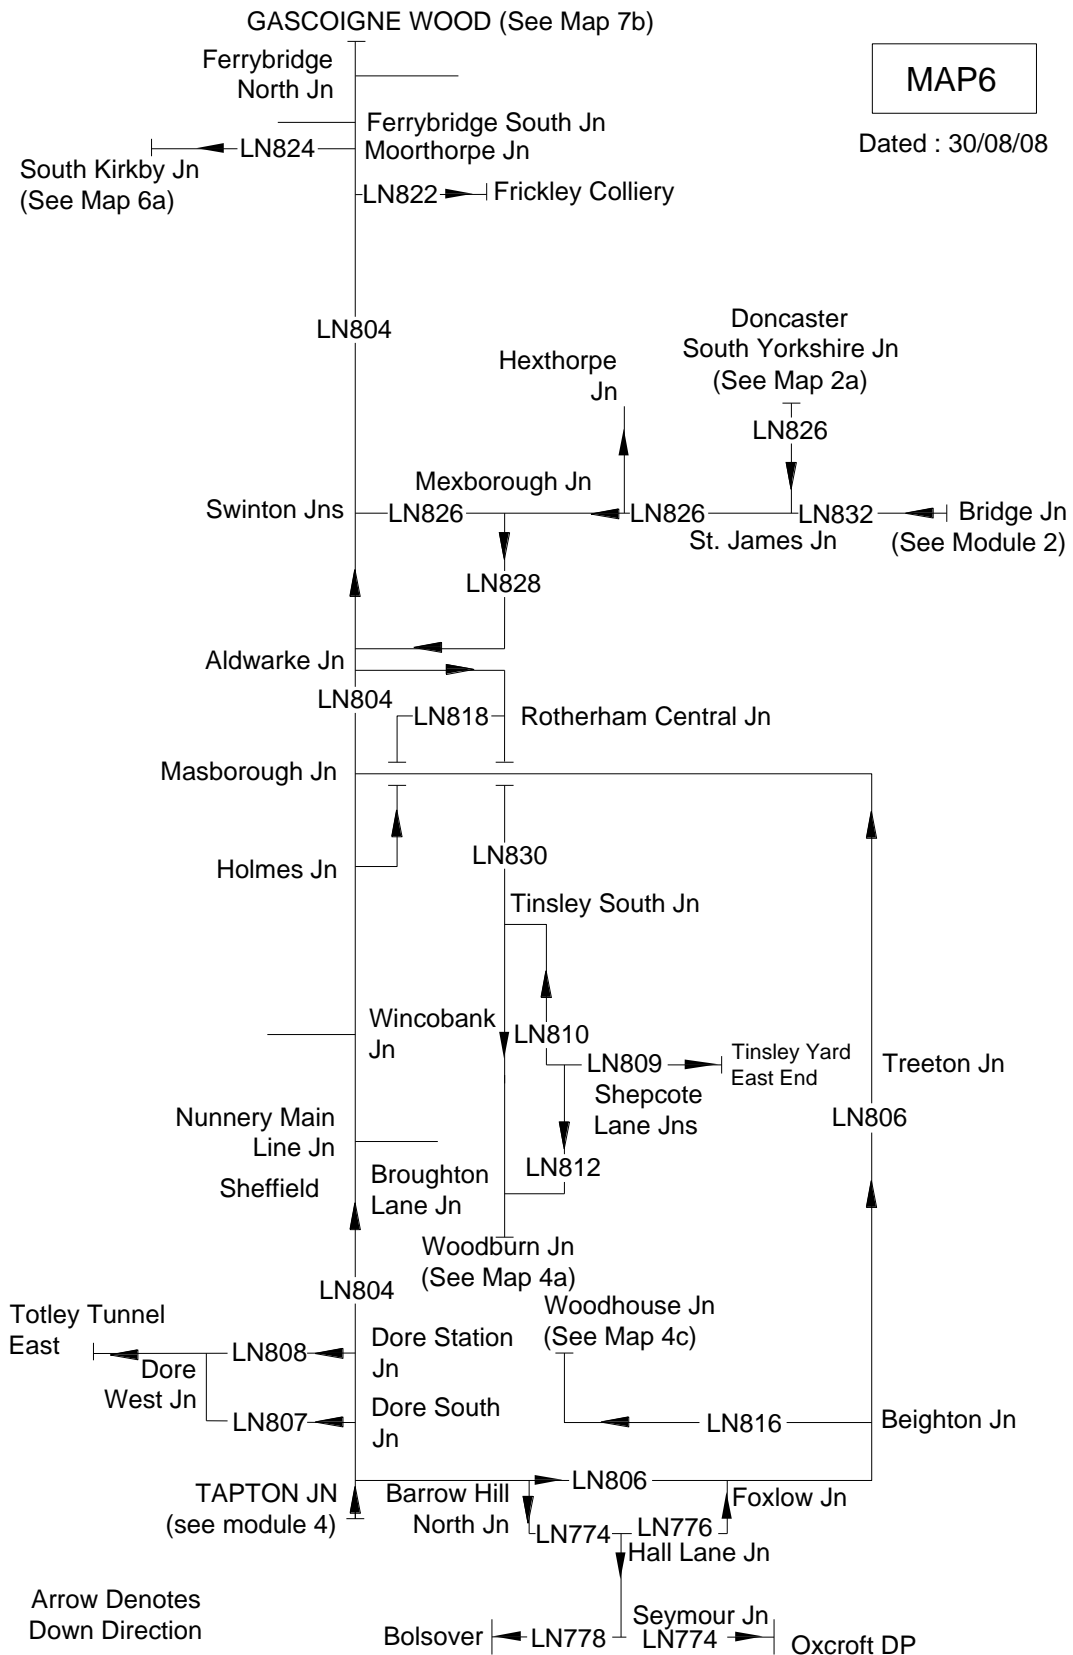 GASCOIGNE WOOD (See Map 7b)
MAP6
Dated : 30/08/08
Ferrybridge
North Jn
Ferrybridge South Jn
LN824
Moorthorpe Jn
South Kirkby Jn
(See Map 6a)
LN822
Frickley Colliery
LN804
Doncaster
South Yorkshire Jn
(See Map 2a)
Hexthorpe
Jn
LN826
Mexborough Jn
Swinton Jns
LN826
LN826
LN832
Bridge Jn
(See Module 2)
St. James Jn
LN828
Aldwarke Jn
LN804
LN818
Rotherham Central Jn
Masborough Jn
Holmes Jn
LN830
Tinsley South Jn
Wincobank
Jn
LN810
LN809
Tinsley Yard
East End
Treeton Jn
Shepcote
Lane Jns
LN806
Nunnery Main
Line Jn
LN812
Sheffield
Broughton
Lane Jn
Woodburn Jn
(See Map 4a)
LN804
Woodhouse Jn
(See Map 4c)
Totley Tunnel
East
LN808
Dore Station
Jn
Dore
West Jn
LN807
Dore South
Jn
LN816
Beighton Jn
TAPTON JN
(see module 4)
LN806
Barrow Hill
North Jn
Foxlow Jn
LN774
LN776
Hall Lane Jn
Arrow Denotes
Down Direction
Seymour Jn
Bolsover
LN778
LN774
Oxcroft DP